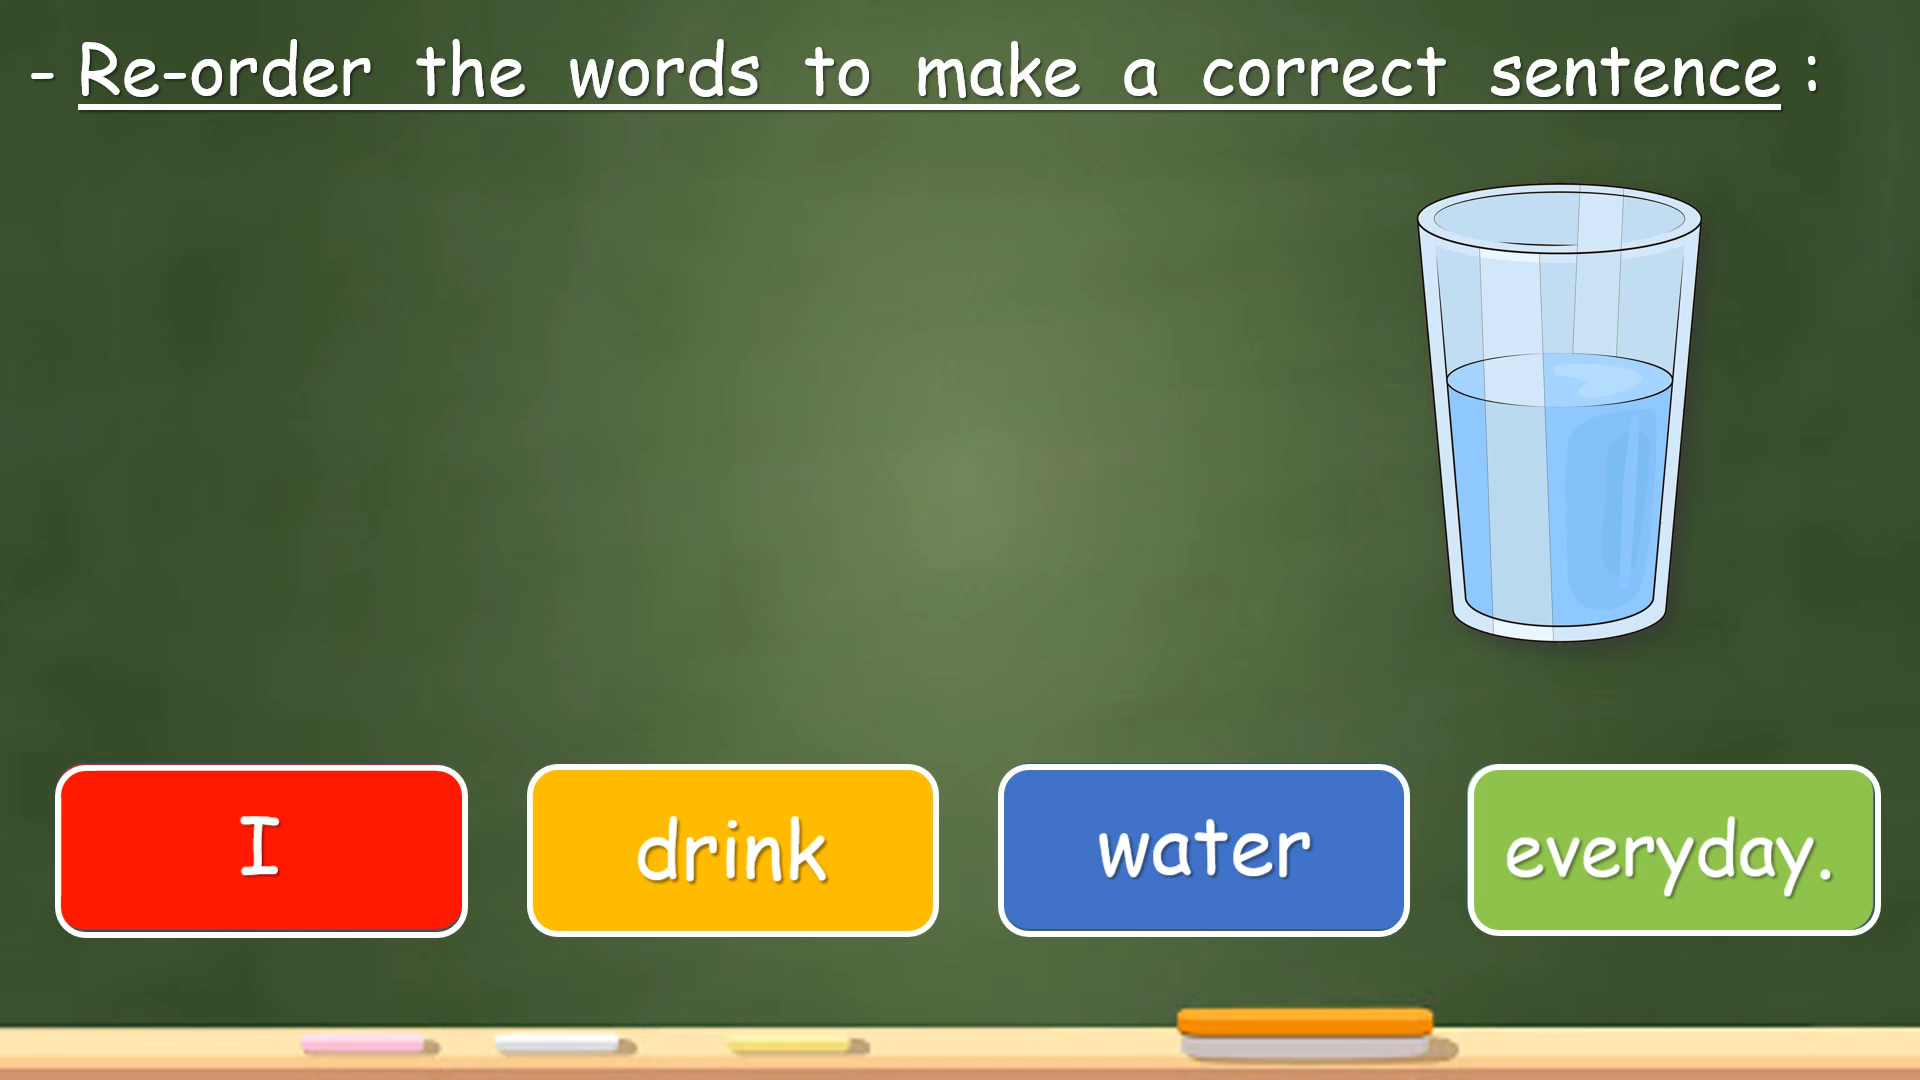 - Re-order the words to make a correct sentence :
I drink water everyday.